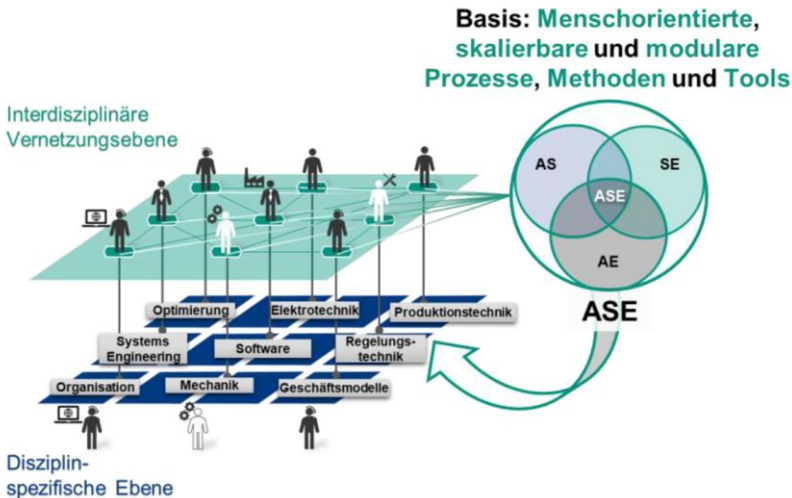 Basis: Menschorientierte,
skalierbare und modulare
Prozesse, Methoden und Tools
Interdisziplinäre
Vernetzungsebene
AS
SE
ASE
AE
ASE
Optimierung
Elektrotechnik
Produktionstechnik
Systems
Engineering
Software
Regelungs-
technik
Organisation
Mechanik
Geschäftsmodelle
Disziplin-
spezifische Ebene